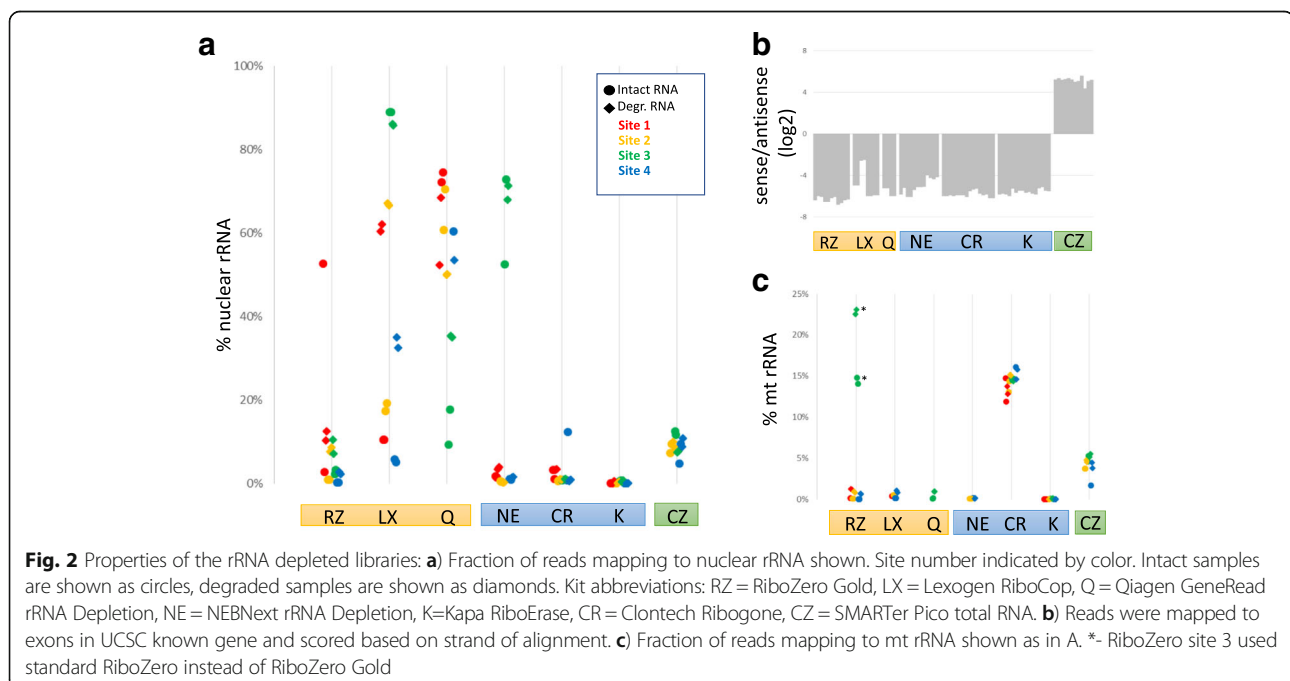 a
100%
80%
60%
40%
20%
0%
% nuclear rRNA
Intact RNA
Degr. RNA
Site 1
Site 2
Site 3
Site 4
RZ LX Q NE CR K CZ
b
8
4
0
-4
-8
sense/antisense
(log2)
RZ LX Q NE CR K CZ
c
25%
20%
15%
10%
5%
0%
% mt rRNA
*
*
RZ LX Q NE CR K CZ
Fig. 2 Properties of the rRNA depleted libraries: a) Fraction of reads mapping to nuclear rRNA shown. Site number indicated by color. Intact samples
are shown as circles, degraded samples are shown as diamonds. Kit abbreviations: RZ = RiboZero Gold, LX = Lexogen RiboCop, Q = Qiagen GeneRead
rRNA Depletion, NE = NEBNext rRNA Depletion, K=Kapa RiboErase, CR = Clontech Ribogone, CZ = SMARTer Pico total RNA. b) Reads were mapped to
exons in UCSC known gene and scored based on strand of alignment. c) Fraction of reads mapping to mt rRNA shown as in A. *- RiboZero site 3 used
standard RiboZero instead of RiboZero Gold